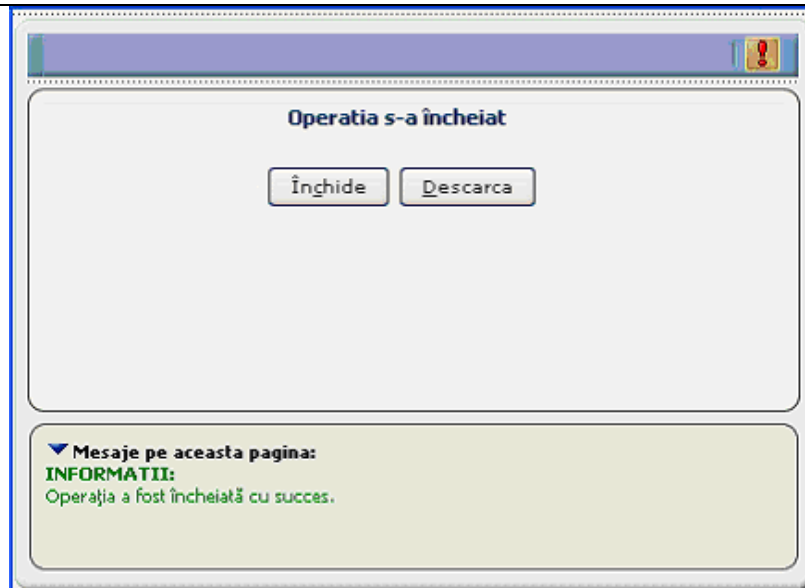 Operatia s-a încheiat
Închide Descarca
Mesaje pe aceasta pagina:
INFORMATII:
Operaţia a fost încheiată cu succes.